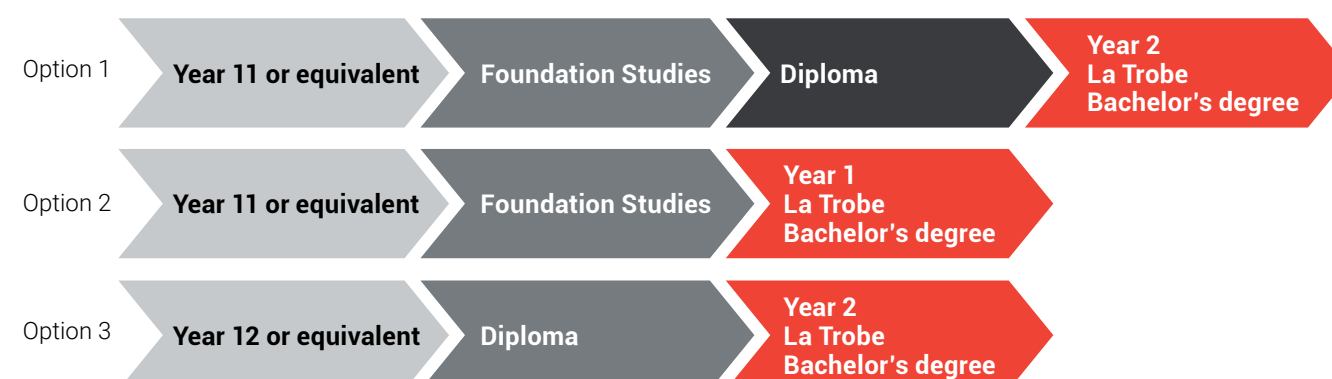 Option 1
Year 11 or equivalent
Foundation Studies
Diploma
Year 2
La Trobe
Bachelor's degree
Option 2
Year 11 or equivalent
Foundation Studies
Year 1
La Trobe
Bachelor's degree
Option 3
Year 12 or equivalent
Diploma
Year 2
La Trobe
Bachelor's degree